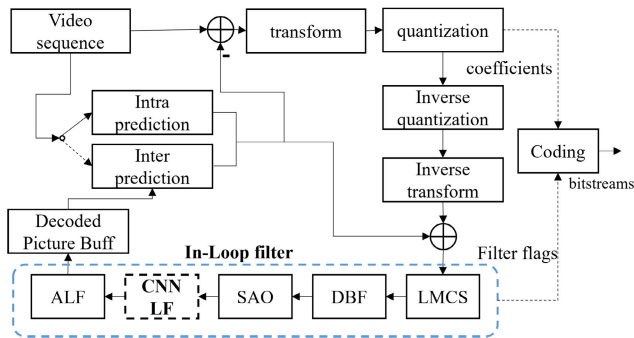 Video
sequence
transform
quantization
-
coefficients
Intra
prediction
Inverse
quantization
Inter
prediction
Coding
bitstreams
Inverse
transform
Decoded
Picture Buff
In-Loop filter
Filter flags
ALF
CNN
LF
SAO
DBF
LMCS